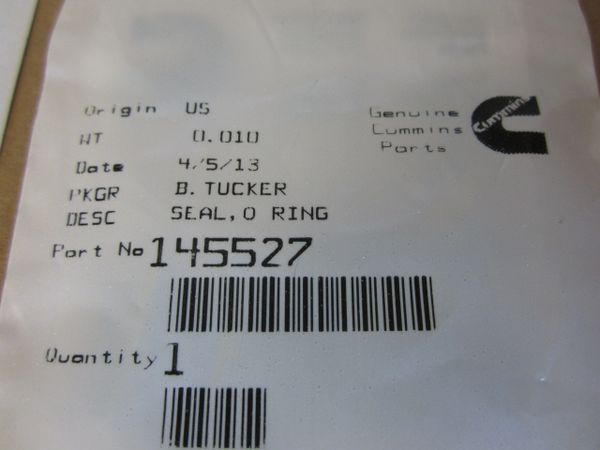 Origin US
WT 0.010
Date 4/5/13
PKGR B.TUCKER
DESC SEAL,O RING
Part No 145527
Quantity 1
Genuine
Cummins
Parts
Cummins